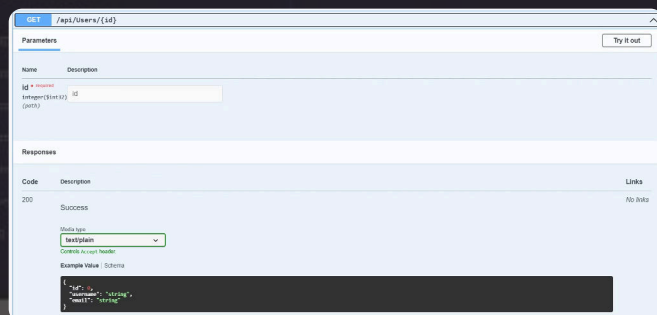 GET /api/Users/{id}
Parameters
Try it out
Name Description
id * required
integer($int32)
(path)
id
Responses
Code Description Links
200 Success No links
Media type
text/plain
Controls Accept header.
Example Value | Schema
{
"id": 0,
"username": "string",
"email": "string"
}